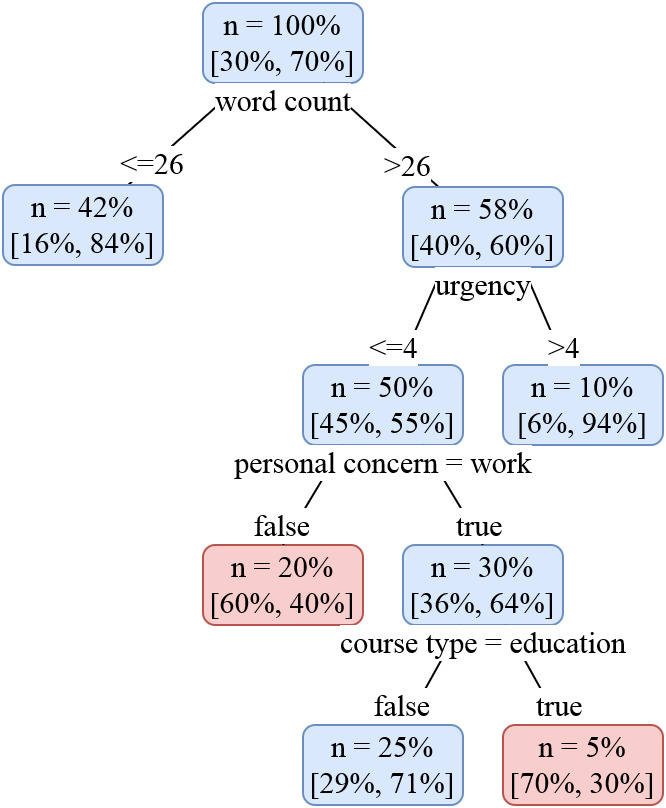 n = 100%
[30%, 70%]
word count
<=26
>26
n = 42%
[16%, 84%]
n = 58%
[40%, 60%]
urgency
<=4
>4
n = 50%
[45%, 55%]
n = 10%
[6%, 94%]
personal concern = work
false
true
n = 20%
[60%, 40%]
n = 30%
[36%, 64%]
course type = education
false
true
n = 25%
[29%, 71%]
n = 5%
[70%, 30%]